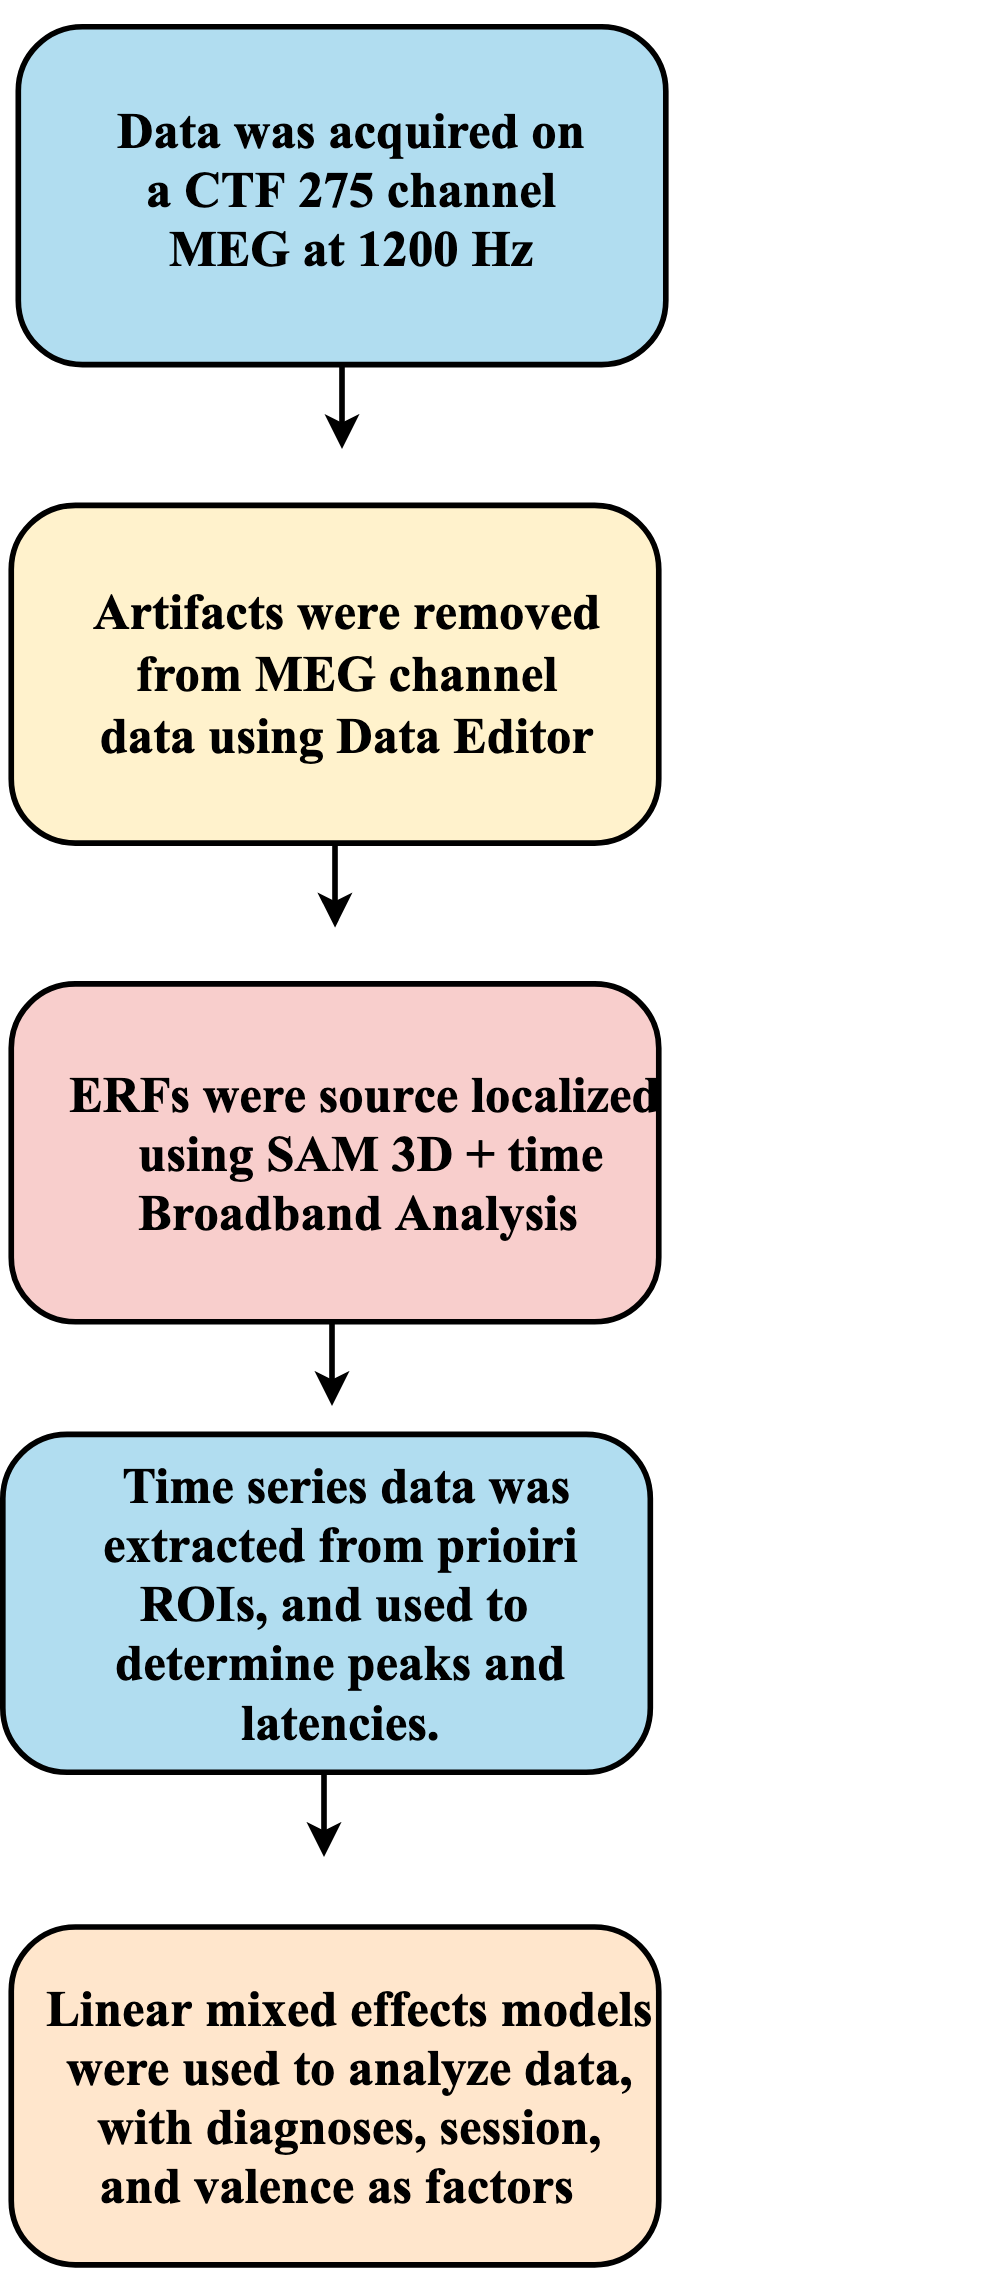 Data was acquired on
a CTF 275 channel
MEG at 1200 Hz
Artifacts were removed
from MEG channel
data using Data Editor
ERFs were source localized
using SAM 3D + time
Broadband Analysis
Time series data was
extracted from prioiri
ROIs, and used to
determine peaks and
latencies.
Linear mixed effects models
were used to analyze data,
with diagnoses, session,
and valence as factors